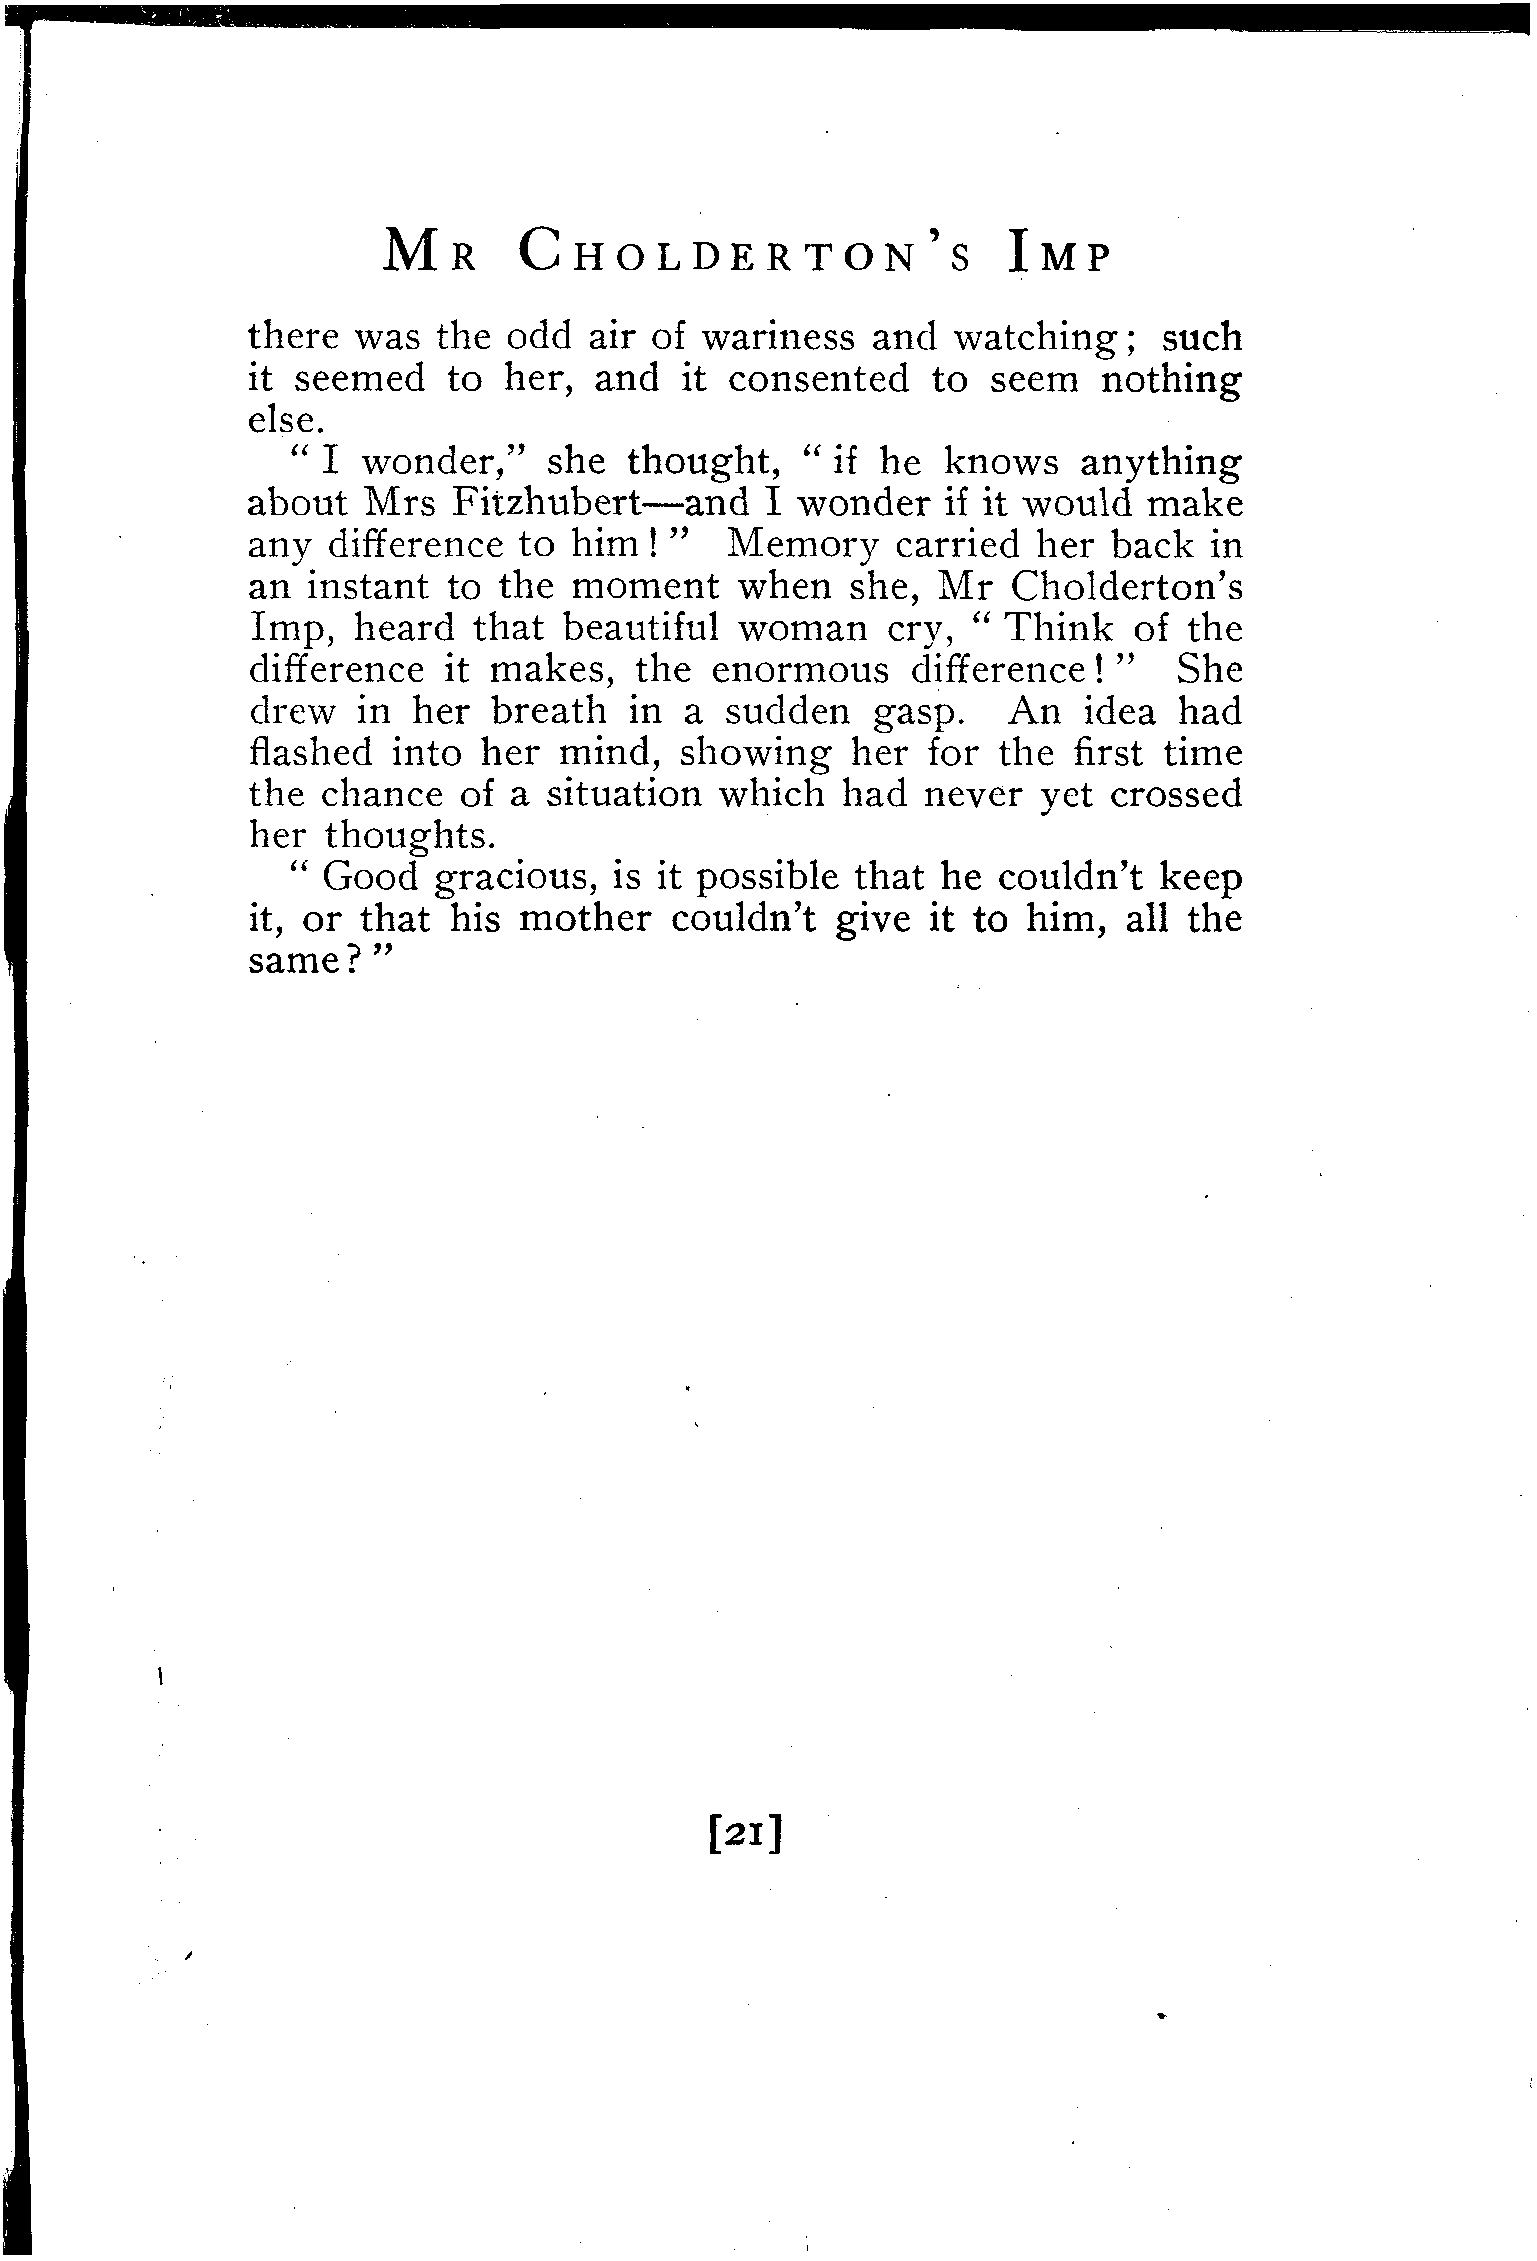 Mr Cholderton's Imp
there was the odd air of wariness and watching; such
it seemed to her, and it consented to seem nothing
else.
"I wonder," she thought, "if he knows anything
about Mrs Fitzhubert—and I wonder if it would make
any difference to him!" Memory carried her back in
an instant to the moment when she, Mr Cholderton's
Imp, heard that beautiful woman cry, "Think of the
difference it makes, the enormous difference!" She
drew in her breath in a sudden gasp. An idea had
flashed into her mind, showing her for the first time
the chance of a situation which had never yet crossed
her thoughts.
"Good gracious, is it possible that he couldn't keep
it, or that his mother couldn't give it to him, all the
same?"
[21]